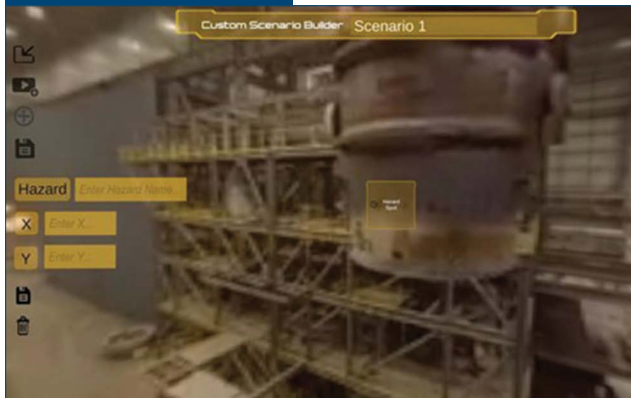 Custom Scenario Builder Scenario 1
Hazard Enter Hazard Name...
X Enter X...
Y Enter Y...
Hazard
Spot